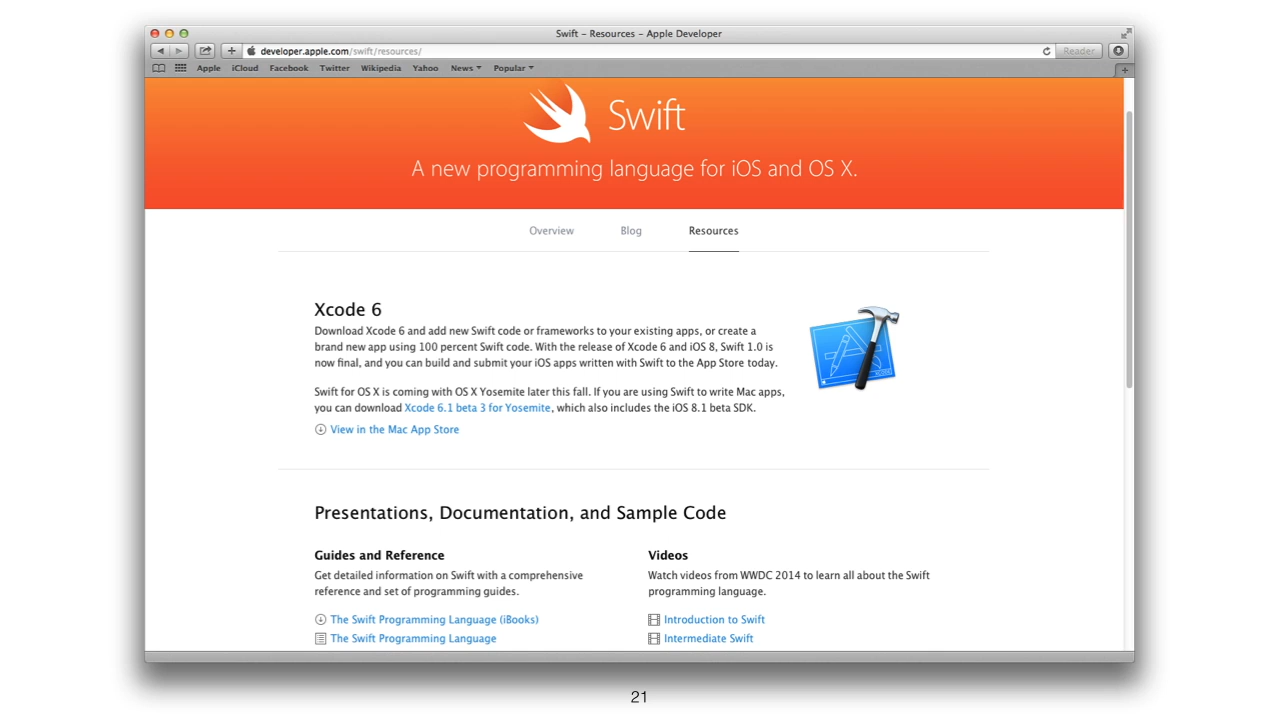 Swift – Resources – Apple Developer
developer.apple.com/swift/resources/
Reader
Apple iCloud Facebook Twitter Wikipedia Yahoo News Popular
Swift
A new programming language for iOS and OS X.
Overview Blog Resources
Xcode 6
Download Xcode 6 and add new Swift code or frameworks to your existing apps, or create a
brand new app using 100 percent Swift code. With the release of Xcode 6 and iOS 8, Swift 1.0 is
now final, and you can build and submit your iOS apps written with Swift to the App Store today.
Swift for OS X is coming with OS X Yosemite later this fall. If you are using Swift to write Mac apps,
you can download Xcode 6.1 beta 3 for Yosemite, which also includes the iOS 8.1 beta SDK.
View in the Mac App Store
Presentations, Documentation, and Sample Code
Guides and Reference
Get detailed information on Swift with a comprehensive
reference and set of programming guides.
The Swift Programming Language (iBooks)
The Swift Programming Language
Videos
Watch videos from WWDC 2014 to learn all about the Swift
programming language.
Introduction to Swift
Intermediate Swift
21